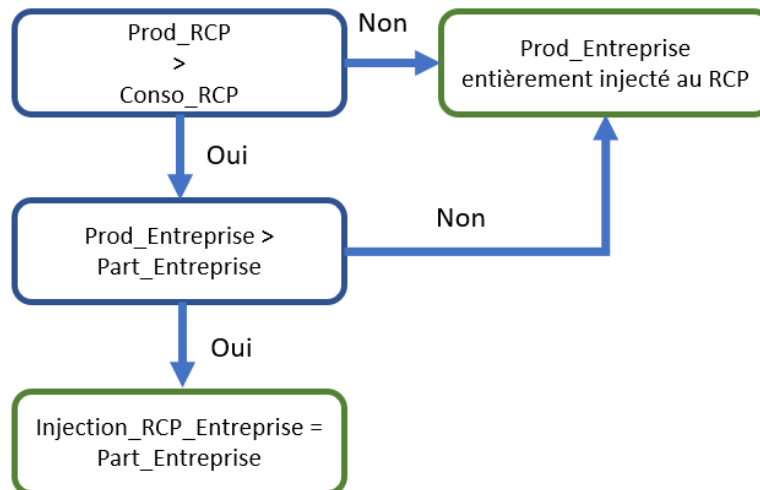 Prod_RCP
>
Conso_RCP
Non
Prod_Entreprise
entièrement injecté au RCP
Oui
Prod_Entreprise >
Part_Entreprise
Non
Oui
Injection_RCP_Entreprise =
Part_Entreprise